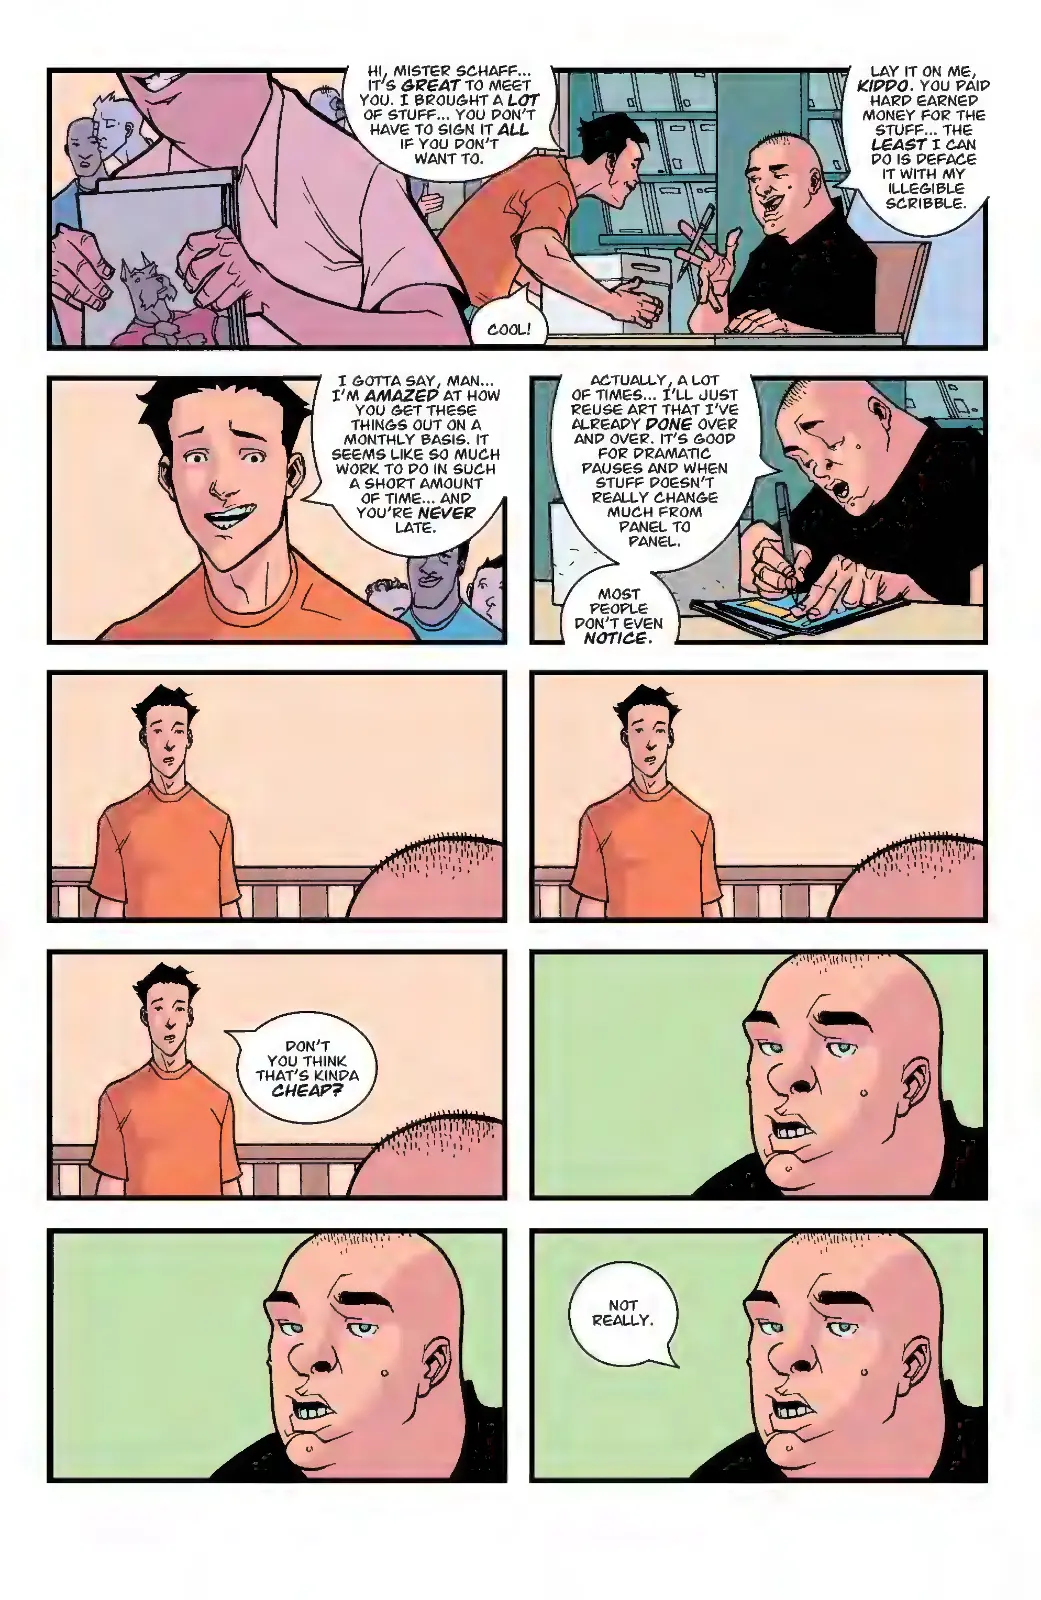 HI, MISTER SCHAFF...
IT'S GREAT TO MEET
YOU. I BROUGHT A LOT
OF STUFF... YOU DON'T
HAVE TO SIGN IT ALL
IF YOU DON'T
WANT TO.
LAY IT ON ME,
KIDDO. YOU PAID
HARD EARNED
MONEY FOR THE
STUFF... THE
LEAST I CAN
DO IS DEFACE
IT WITH MY
ILLEGIBLE
SCRIBBLE.
COOL!
I GOTTA SAY, MAN...
I'M AMAZED AT HOW
YOU GET THESE
THINGS OUT ON A
MONTHLY BASIS. IT
SEEMS LIKE SO MUCH
WORK TO DO IN SUCH
A SHORT AMOUNT
OF TIME... AND
YOU'RE NEVER
LATE.
ACTUALLY, A LOT
OF TIMES... I'LL JUST
REUSE ART THAT I'VE
ALREADY DONE OVER
AND OVER. IT'S GOOD
FOR DRAMATIC
PAUSES AND WHEN
STUFF DOESN'T
REALLY CHANGE
MUCH FROM
PANEL TO
PANEL.
MOST
PEOPLE
DON'T EVEN
NOTICE.
DON'T
YOU THINK
THAT'S KINDA
CHEAP?
NOT
REALLY.